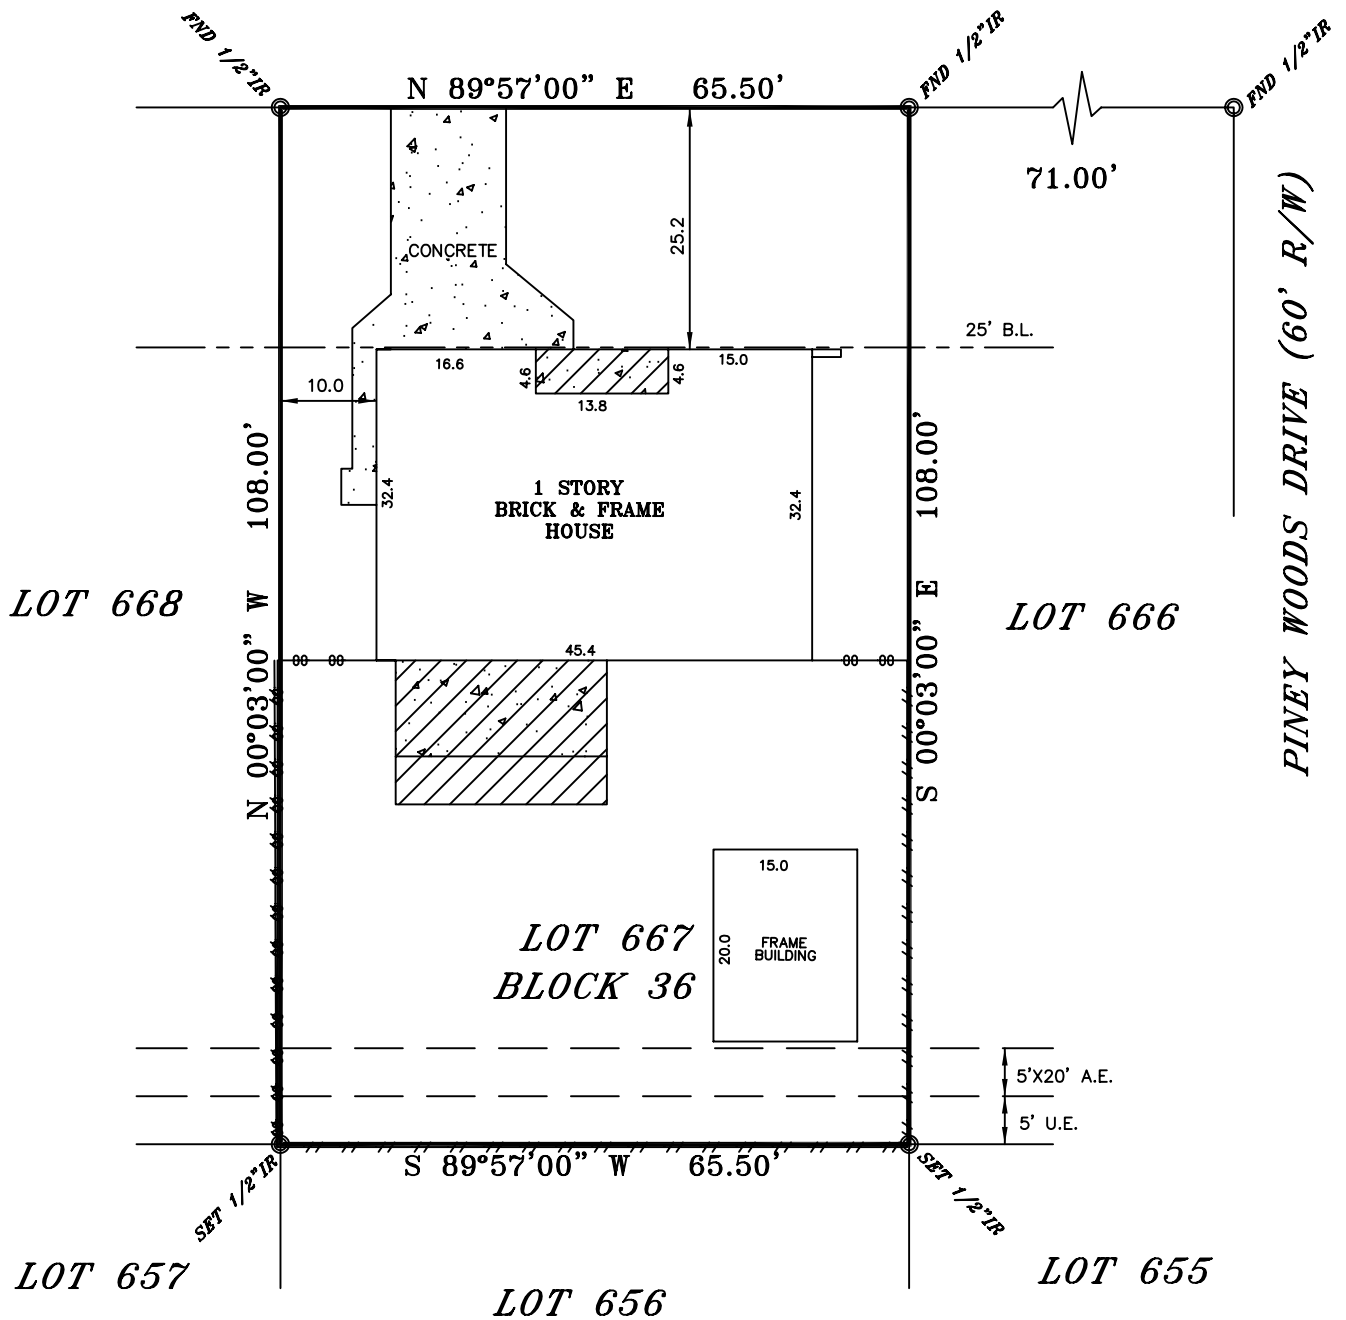 FND 1/2"IR
N 89°57'00" E 65.50'
FND 1/2"IR
FND 1/2"IR
71.00'
PINEY WOODS DRIVE (60' R/W)
25.2
CONCRETE
25' B.L.
16.6
4.6
13.8
4.6
15.0
10.0
N 00°03'00" W 108.00'
S 00°03'00" E 108.00'
32.4
1 STORY
BRICK & FRAME
HOUSE
32.4
LOT 668
LOT 666
45.4
15.0
20.0
FRAME
BUILDING
LOT 667
BLOCK 36
5'X20' A.E.
5' U.E.
S 89°57'00" W 65.50'
SET 1/2"IR
SET 1/2"IR
LOT 657
LOT 656
LOT 655